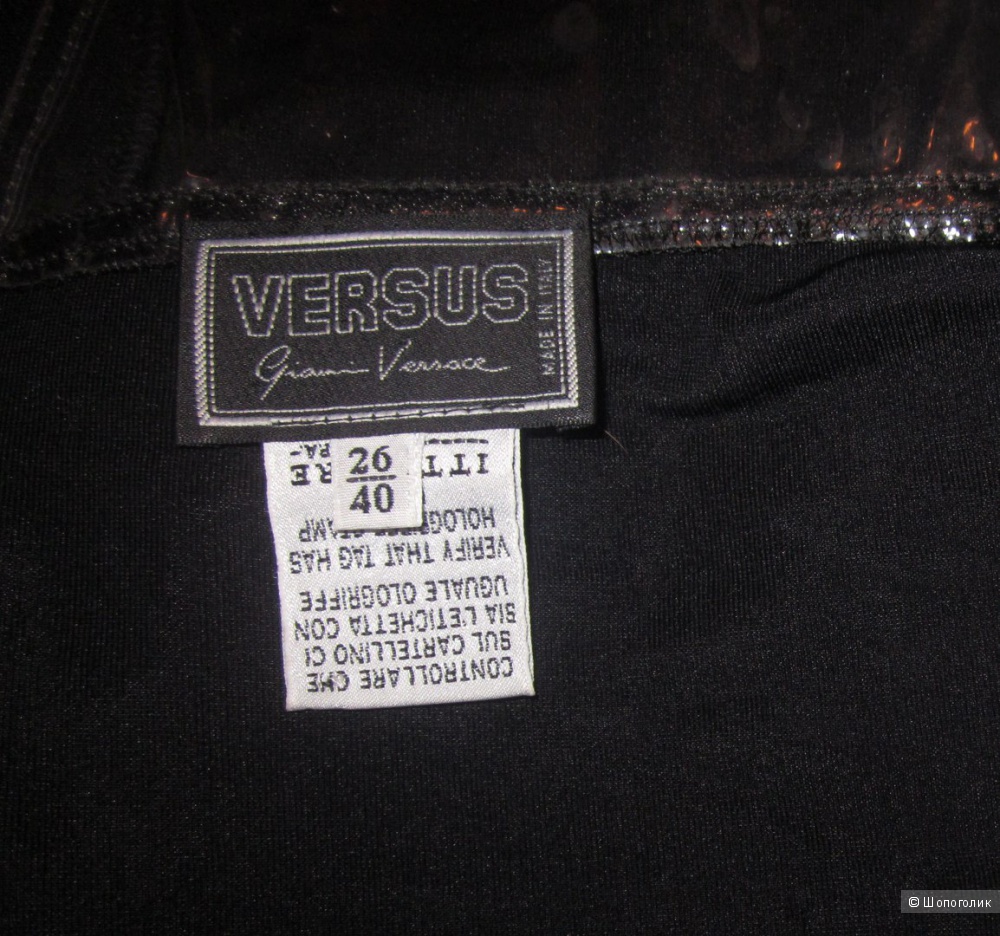 VERSUS
Gianni Versace
MADE IN ITALY
26
40
CONTROLLARE CHE
SUL CARTELLINO CI
SIA L'ETICHETTA CON
UGUALE OLOGRIFFE
VERIFY THAT TAG HAS
© Шопоголик